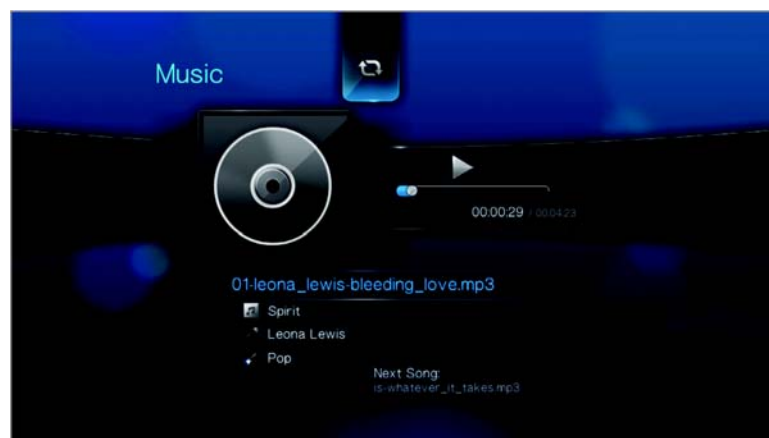 Music
00:00:29 / 00:04:23
01-leona_lewis-bleeding_love.mp3
Spirit
Leona Lewis
Pop
Next Song:
is-whatever_it_takes.mp3